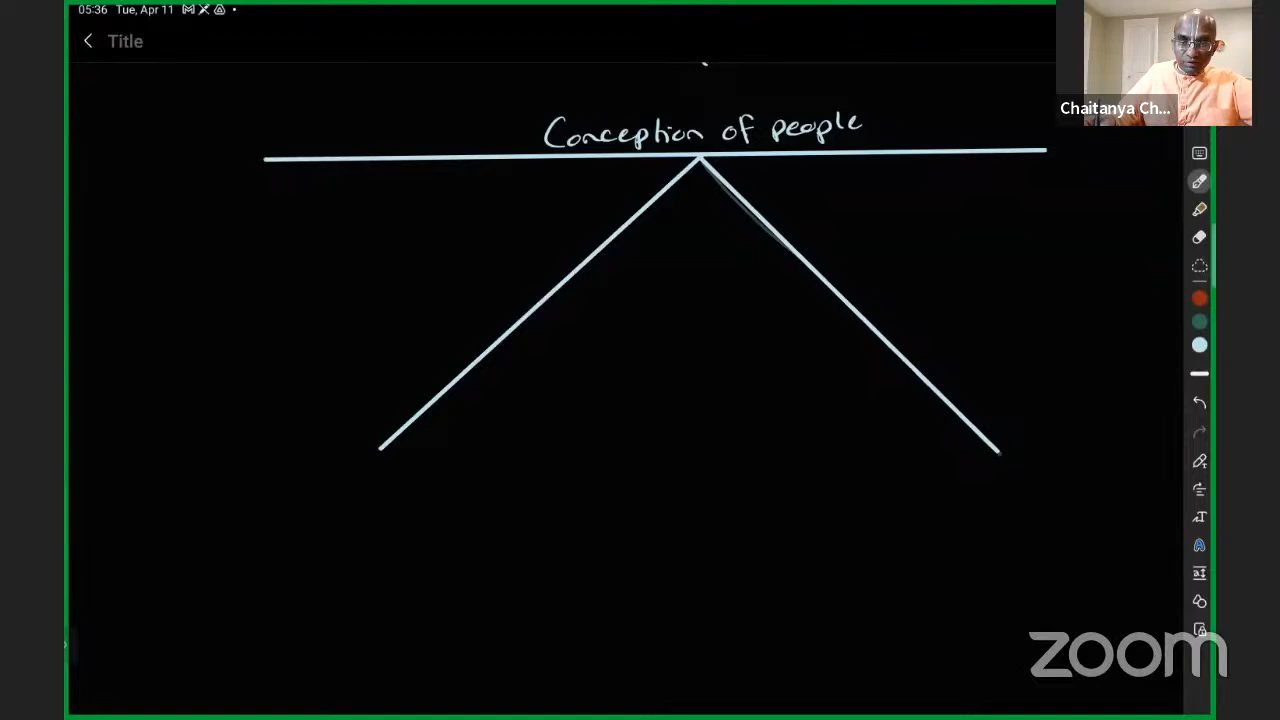 05:36 Tue, Apr 11
Title
Chaitanya Ch...
Conception of people
zoom